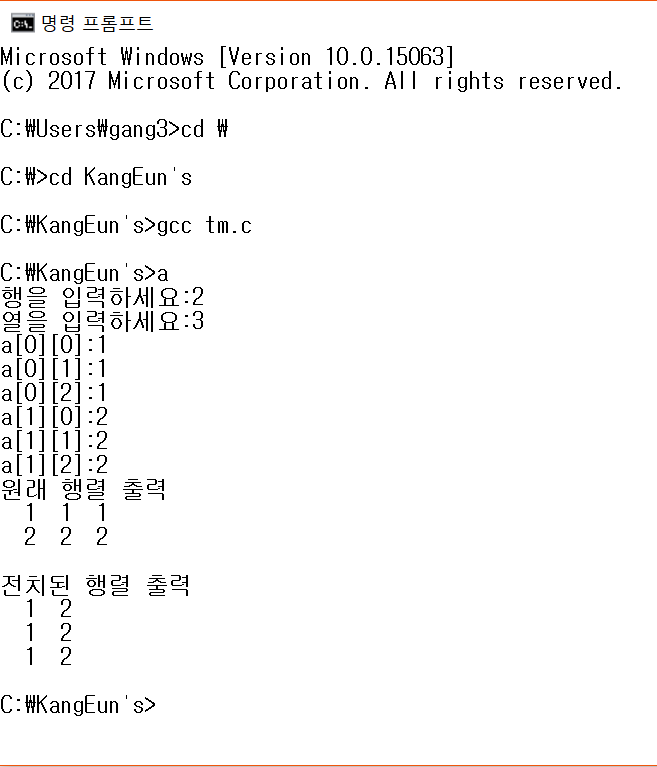 명령 프롬프트
Microsoft Windows [Version 10.0.15063]
(c) 2017 Microsoft Corporation. All rights reserved.
C:₩Users₩gang3>cd ₩
C:₩>cd KangEun's
C:₩KangEun's>gcc tm.c
C:₩KangEun's>a
행을 입력하세요:2
열을 입력하세요:3
a[0][0]:1
a[0][1]:1
a[0][2]:1
a[1][0]:2
a[1][1]:2
a[1][2]:2
원래 행렬 출력
1 1 1
2 2 2
전치된 행렬 출력
1 2
1 2
1 2
C:₩KangEun's>